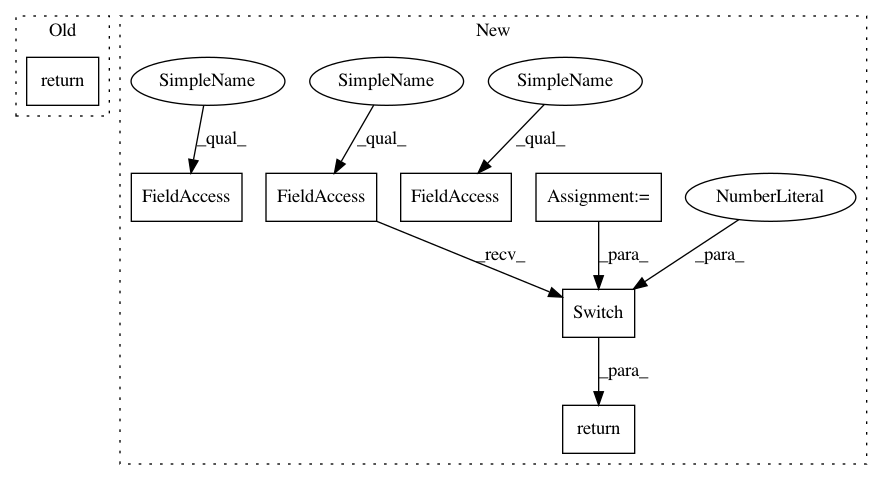 Old
New
return
SimpleName
SimpleName
SimpleName
_qual_
_qual_
_qual_
FieldAccess
FieldAccess
FieldAccess
Assignment:=
NumberLiteral
_recv_
_para_
_para_
Switch
_para_
return